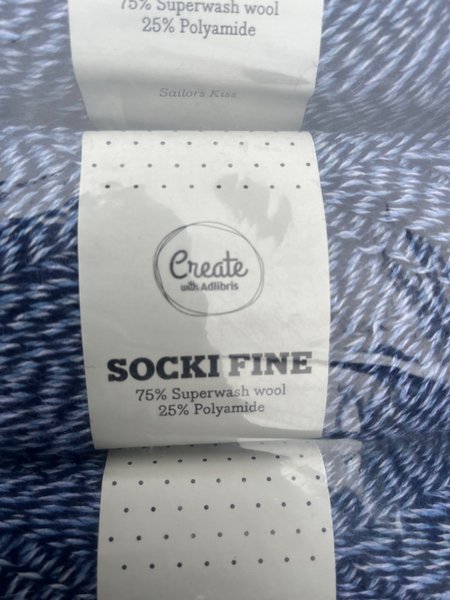 75% Superwash wool
25% Polyamide
Sailors Kiss
Create
with Adlibris
SOCKI FINE
75% Superwash wool
25% Polyamide